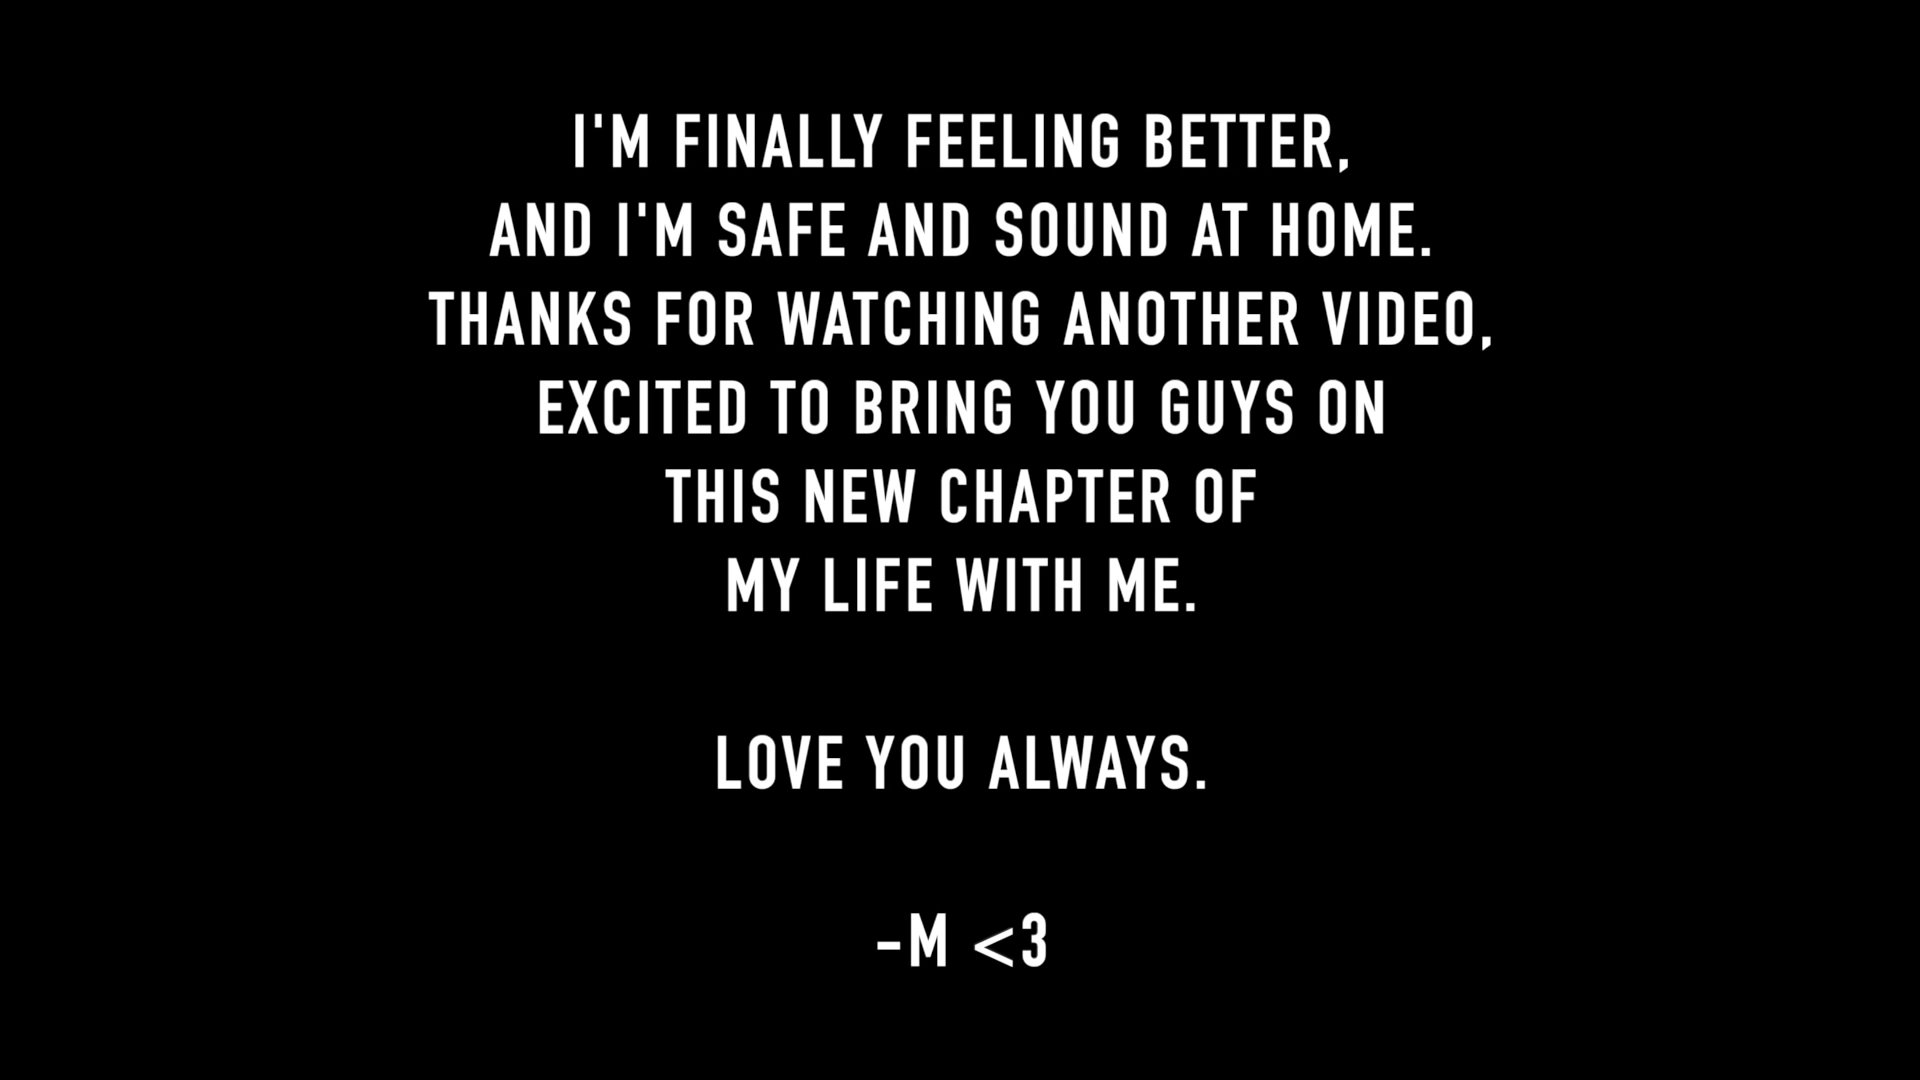 I'M FINALLY FEELING BETTER,
AND I'M SAFE AND SOUND AT HOME.
THANKS FOR WATCHING ANOTHER VIDEO,
EXCITED TO BRING YOU GUYS ON
THIS NEW CHAPTER OF
MY LIFE WITH ME.
LOVE YOU ALWAYS.
-M <3